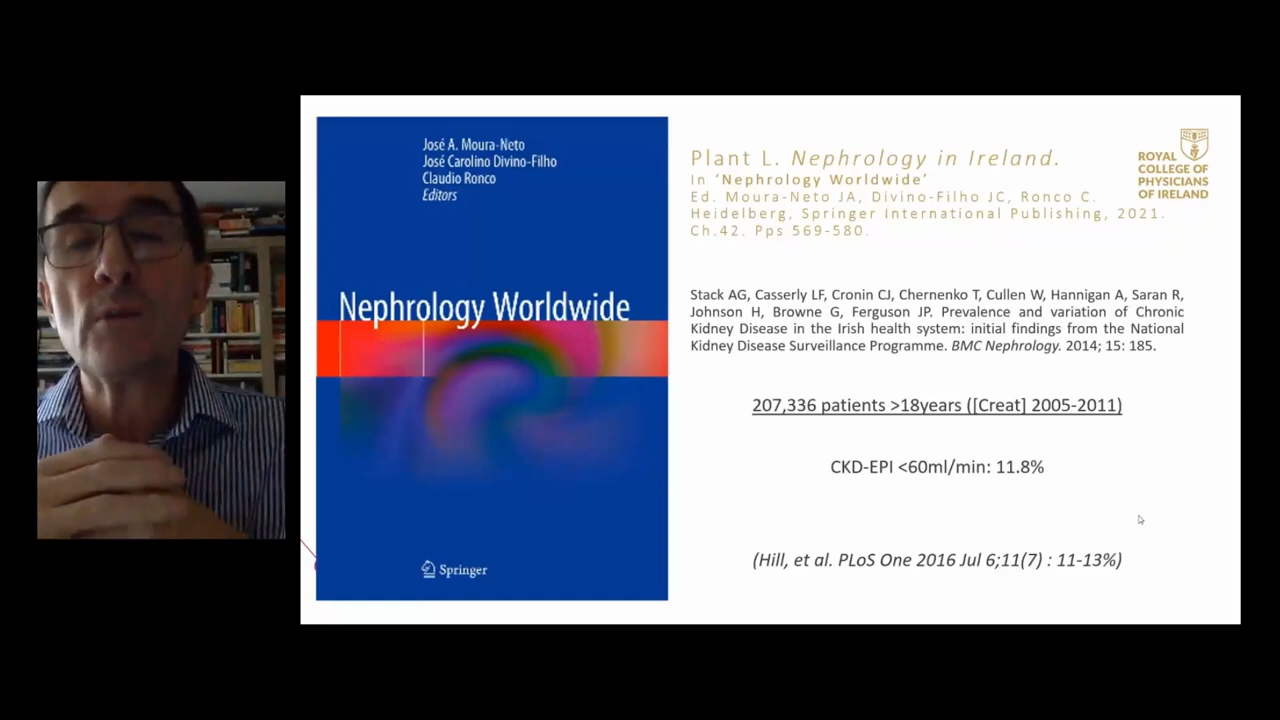 José A. Moura-Neto
José Carolino Divino-Filho
Claudio Ronco
Editors
Nephrology Worldwide
Springer
Plant L. Nephrology in Ireland.
In ‘Nephrology Worldwide’
Ed. Moura-Neto JA, Divino-Filho JC, Ronco C.
Heidelberg, Springer International Publishing, 2021.
Ch.42. Pps 569-580.
ROYAL
COLLEGE OF
PHYSICIANS
OF IRELAND
Stack AG, Casserly LF, Cronin CJ, Chernenko T, Cullen W, Hannigan A, Saran R,
Johnson H, Browne G, Ferguson JP. Prevalence and variation of Chronic
Kidney Disease in the Irish health system: initial findings from the National
Kidney Disease Surveillance Programme. BMC Nephrology. 2014; 15: 185.
207,336 patients >18years ([Creat] 2005-2011)
CKD-EPI <60ml/min: 11.8%
(Hill, et al. PLoS One 2016 Jul 6;11(7) : 11-13%)